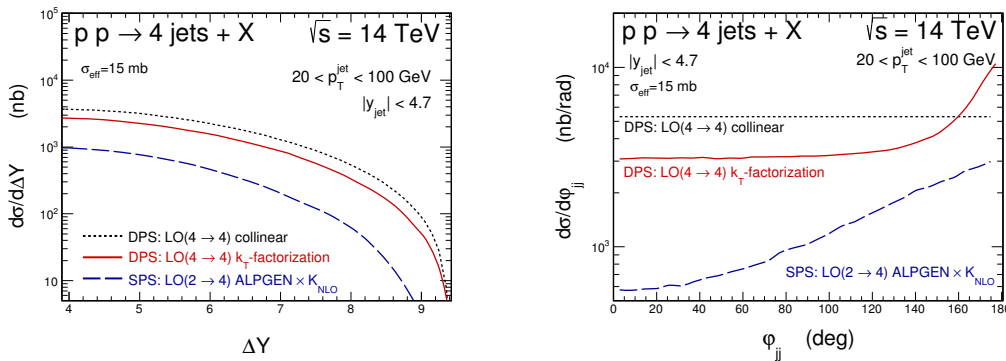 p p → 4 jets + X √s = 14 TeV
σ_eff=15 mb
20 < p_T^jet < 100 GeV
|y_jet| < 4.7
dσ/dΔY (nb)
10^5
10^4
10^3
10^2
10
DPS: LO(4 → 4) collinear
DPS: LO(4 → 4) k_T-factorization
SPS: LO(2 → 4) ALPGEN × K_NLO
4 5 6 7 8 9
ΔY
p p → 4 jets + X √s = 14 TeV
|y_jet| < 4.7
20 < p_T^jet < 100 GeV
σ_eff=15 mb
dσ/dφ_jj (nb/rad)
10^4
10^3
DPS: LO(4 → 4) collinear
DPS: LO(4 → 4) k_T-factorization
SPS: LO(2 → 4) ALPGEN × K_NLO
0 20 40 60 80 100 120 140 160 180
φ_jj (deg)